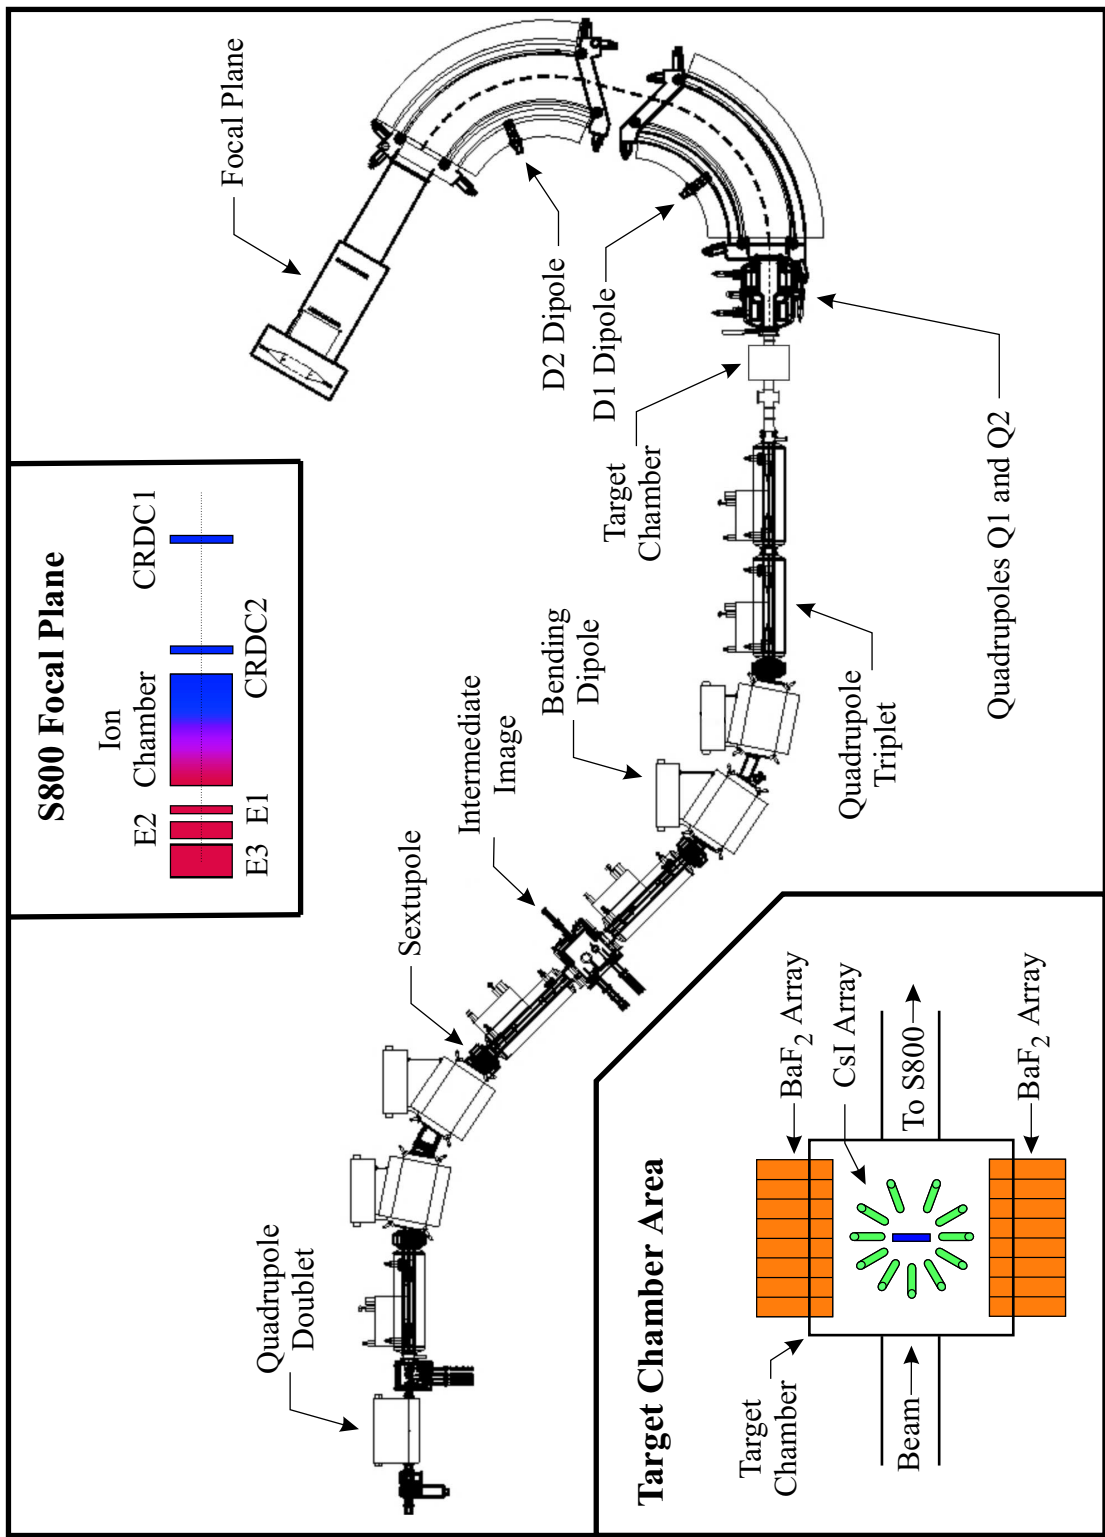 Focal Plane
D2 Dipole
D1 Dipole
Target
Chamber
Quadrupoles Q1 and Q2
S800 Focal Plane
CRDC1
CRDC2
Ion
Chamber
E2
E1
E3
Bending
Dipole
Quadrupole
Triplet
Intermediate
Image
Sextupole
Quadrupole
Doublet
Target Chamber Area
BaF2 Array
CsI Array
To S800
BaF2 Array
Target
Chamber
Beam